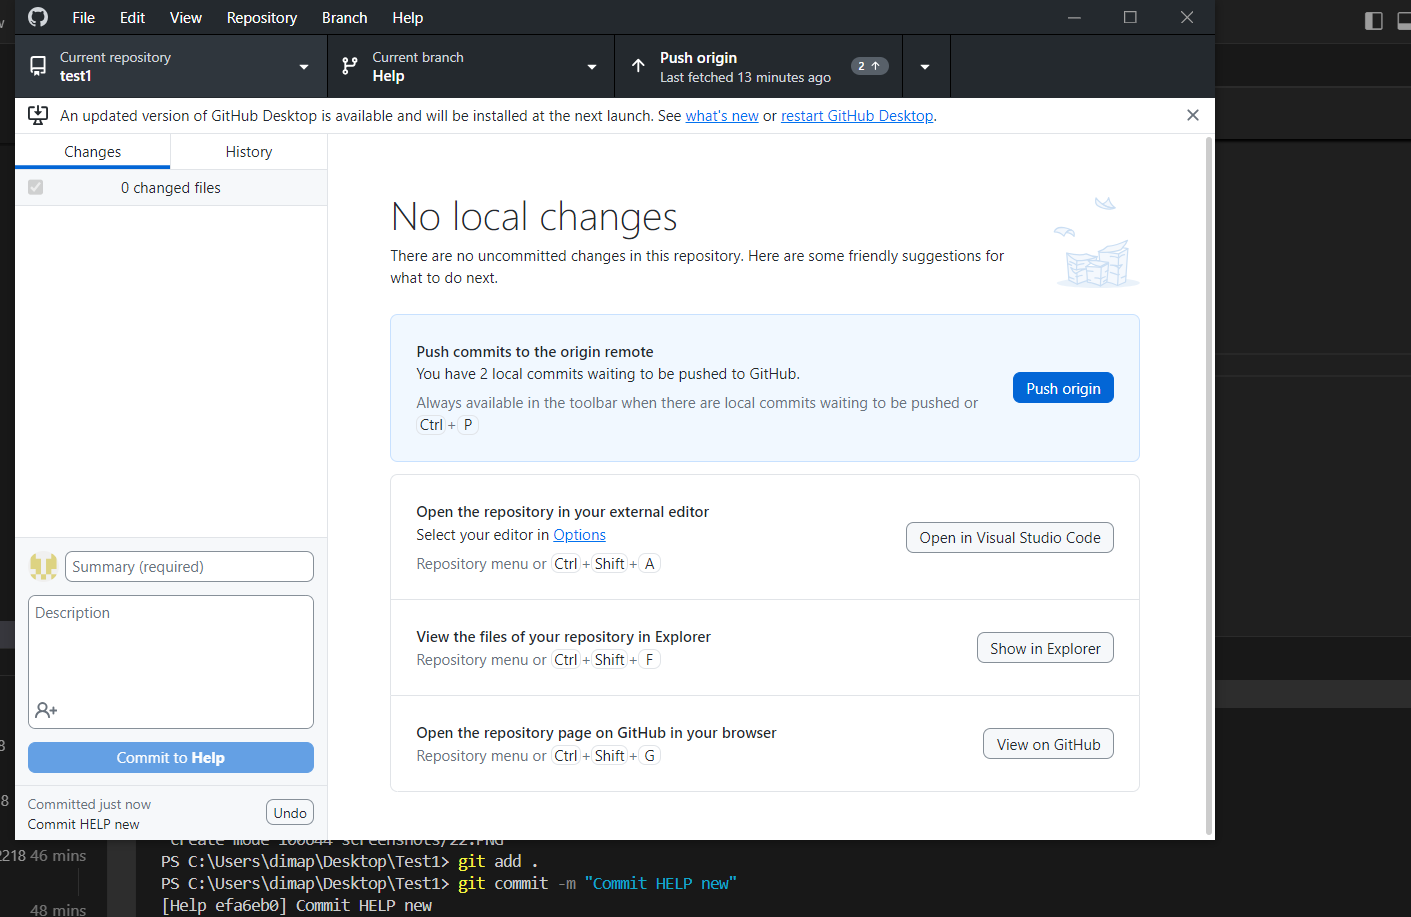 File Edit View Repository Branch Help
Current repository
test1
Current branch
Help
Push origin
Last fetched 13 minutes ago
2
An updated version of GitHub Desktop is available and will be installed at the next launch. See what's new or restart GitHub Desktop.
Changes
History
0 changed files
No local changes
There are no uncommitted changes in this repository. Here are some friendly suggestions for
what to do next.
Push commits to the origin remote
You have 2 local commits waiting to be pushed to GitHub.
Always available in the toolbar when there are local commits waiting to be pushed or
Ctrl + P
Push origin
Open the repository in your external editor
Select your editor in Options
Repository menu or Ctrl + Shift + A
Open in Visual Studio Code
View the files of your repository in Explorer
Repository menu or Ctrl + Shift + F
Show in Explorer
Open the repository page on GitHub in your browser
Repository menu or Ctrl + Shift + G
View on GitHub
Summary (required)
Description
Commit to Help
Committed just now
Commit HELP new
Undo
create mode 100644 screenshots/22.PNG
2218 46 mins
PS C:\Users\dimap\Desktop\Test1> git add .
PS C:\Users\dimap\Desktop\Test1> git commit -m "Commit HELP new"
[Help efa6eb0] Commit HELP new
48 mins